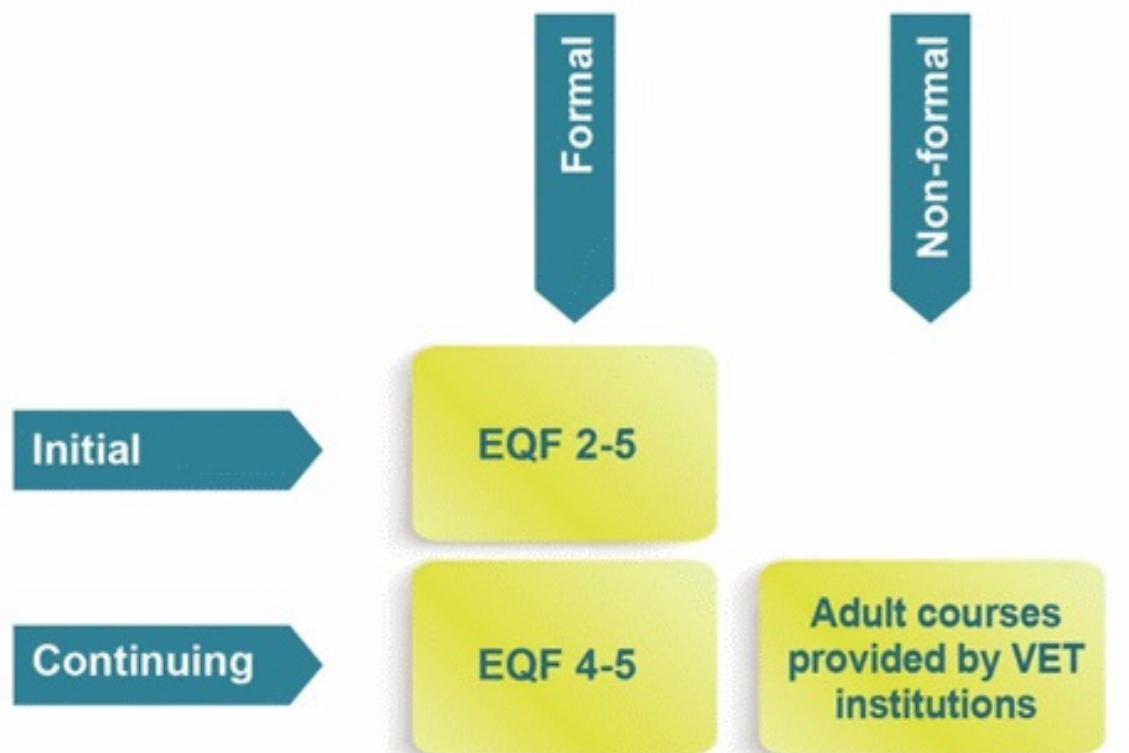 Formal
Non-formal
Initial
EQF 2-5
Continuing
EQF 4-5
Adult courses
provided by VET
institutions